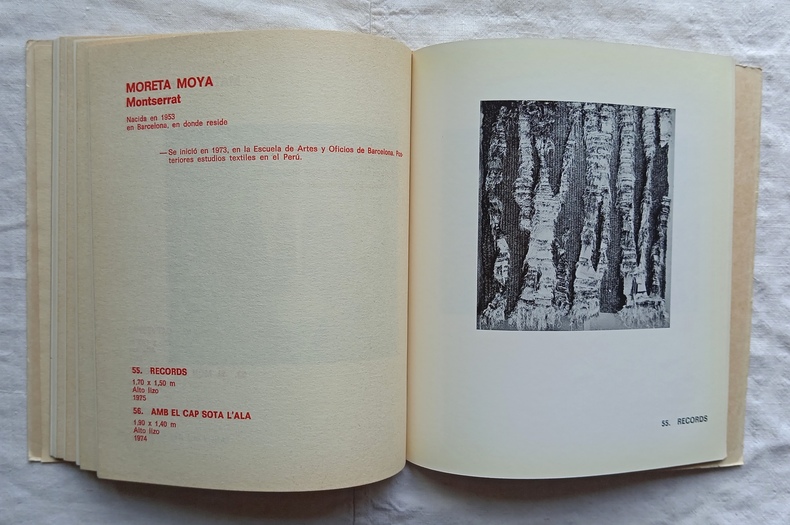 MORETA MOYA
Montserrat
Nacida en 1953
en Barcelona, en donde reside
—Se inició en 1973, en la Escuela de Artes y Oficios de Barcelona. Pos
teriores estudios textiles en el Perú.
55. RECORDS
1,70 x 1,50 m
Alto lizo
1975
56. AMB EL CAP SOTA L'ALA
1,90 x 1,40 m
Alto lizo
1974
55. RECORDS